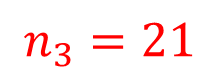 n₃ = 21